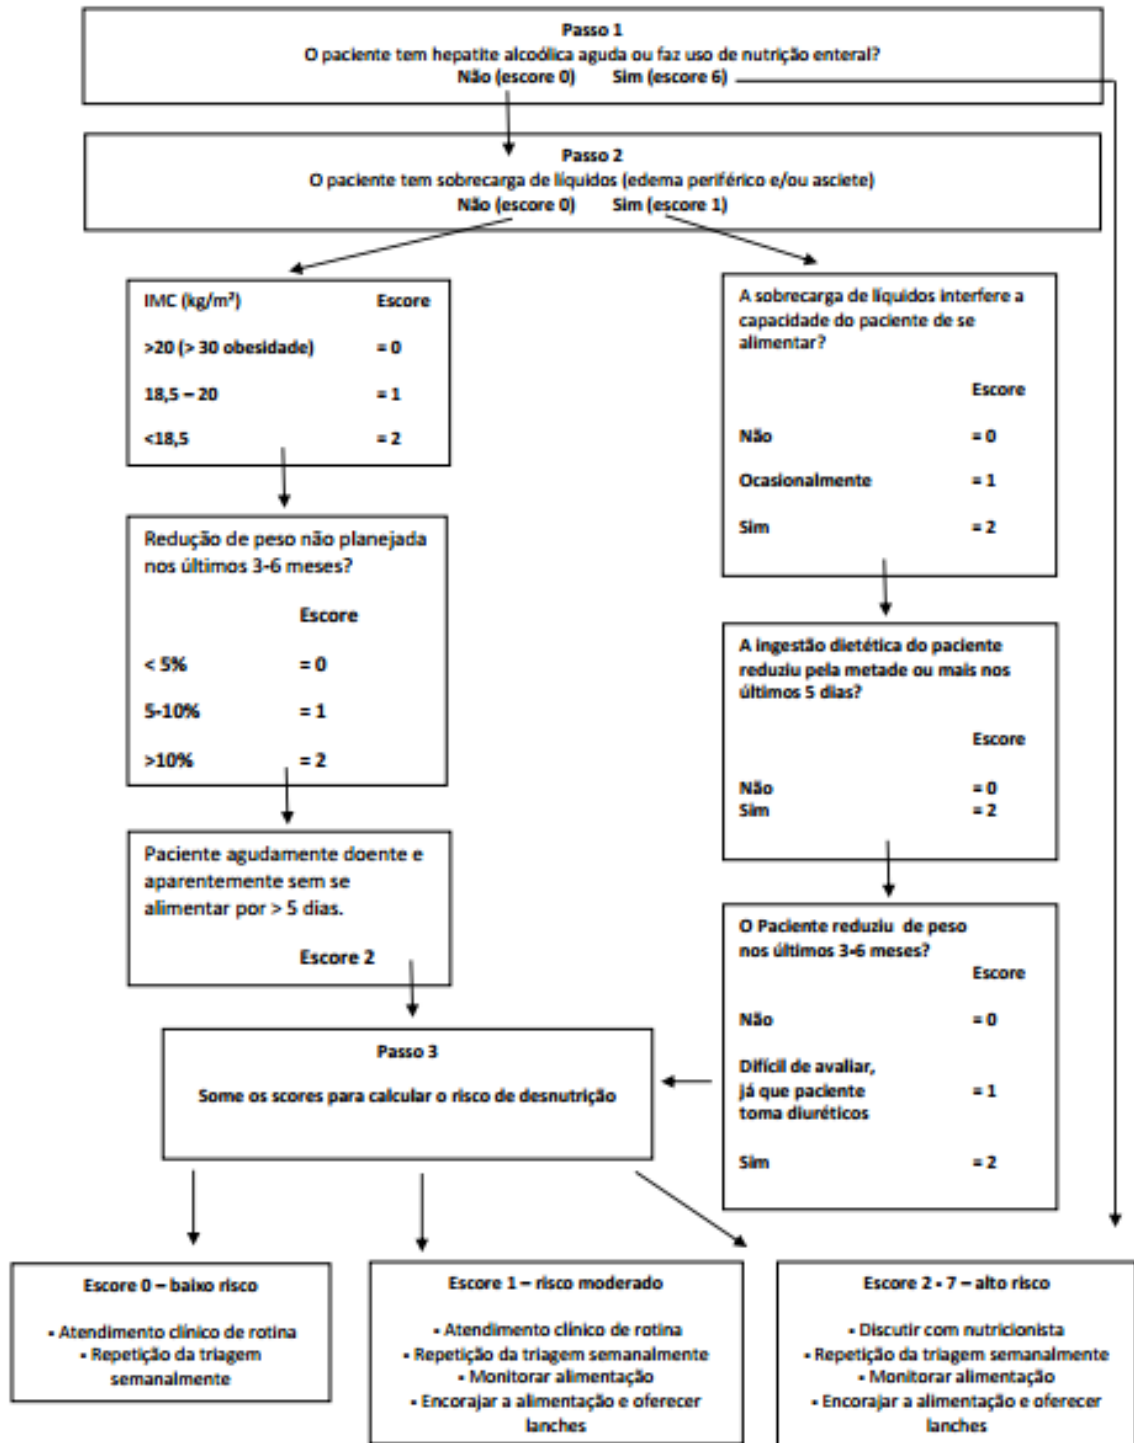 Passo 1
O paciente tem hepatite alcoólica aguda ou faz uso de nutrição enteral?
Não (escore 0) Sim (escore 6)
Passo 2
O paciente tem sobrecarga de líquidos (edema periférico e/ou asciete)
Não (escore 0) Sim (escore 1)
IMC (kg/m²) Escore
>20 (> 30 obesidade) = 0
18,5 – 20 = 1
<18,5 = 2
Redução de peso não planejada
nos últimos 3-6 meses?
Escore
< 5% = 0
5-10% = 1
>10% = 2
Paciente agudamente doente e
aparentemente sem se
alimentar por > 5 dias.
Escore 2
A sobrecarga de líquidos interfere a
capacidade do paciente de se
alimentar?
Escore
Não = 0
Ocasionalmente = 1
Sim = 2
A ingestão dietética do paciente
reduziu pela metade ou mais nos
últimos 5 dias?
Escore
Não = 0
Sim = 2
O Paciente reduziu de peso
nos últimos 3-6 meses?
Escore
Não = 0
Difícil de avaliar,
já que paciente = 1
toma diuréticos
Sim = 2
Passo 3
Some os scores para calcular o risco de desnutrição
Escore 0 – baixo risco
▪ Atendimento clínico de rotina
▪ Repetição da triagem
semanalmente
Escore 1 – risco moderado
▪ Atendimento clínico de rotina
▪ Repetição da triagem semanalmente
▪ Monitorar alimentação
▪ Encorajar a alimentação e oferecer
lanches
Escore 2 - 7 – alto risco
▪ Discutir com nutricionista
▪ Repetição da triagem semanalmente
▪ Monitorar alimentação
▪ Encorajar a alimentação e oferecer
lanches